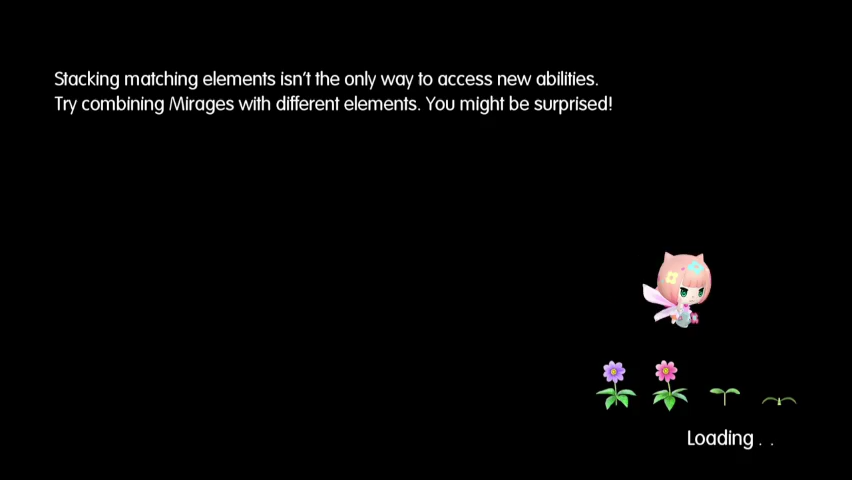 Stacking matching elements isn't the only way to access new abilities.
Try combining Mirages with different elements. You might be surprised!
Loading . .